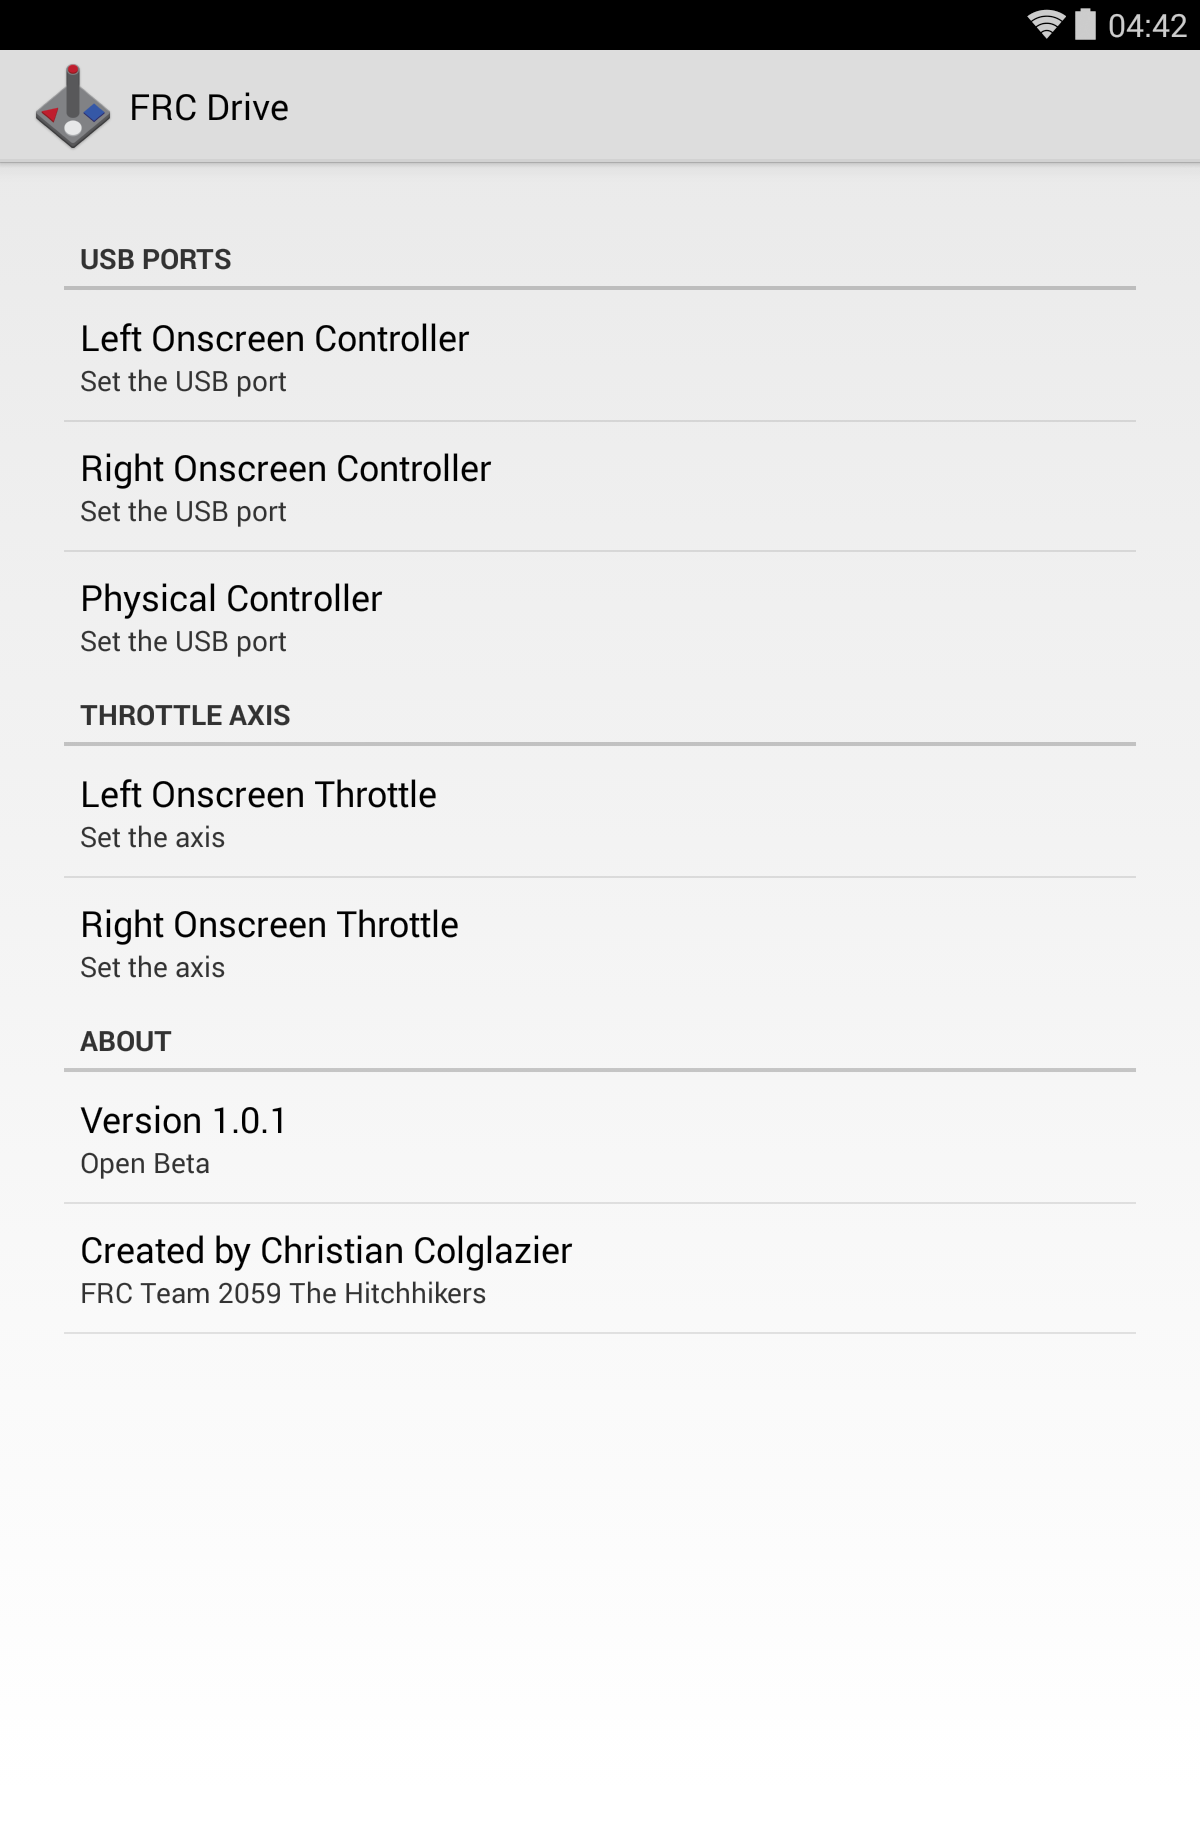 04:42
FRC Drive
USB PORTS
Left Onscreen Controller
Set the USB port
Right Onscreen Controller
Set the USB port
Physical Controller
Set the USB port
THROTTLE AXIS
Left Onscreen Throttle
Set the axis
Right Onscreen Throttle
Set the axis
ABOUT
Version 1.0.1
Open Beta
Created by Christian Colglazier
FRC Team 2059 The Hitchhikers